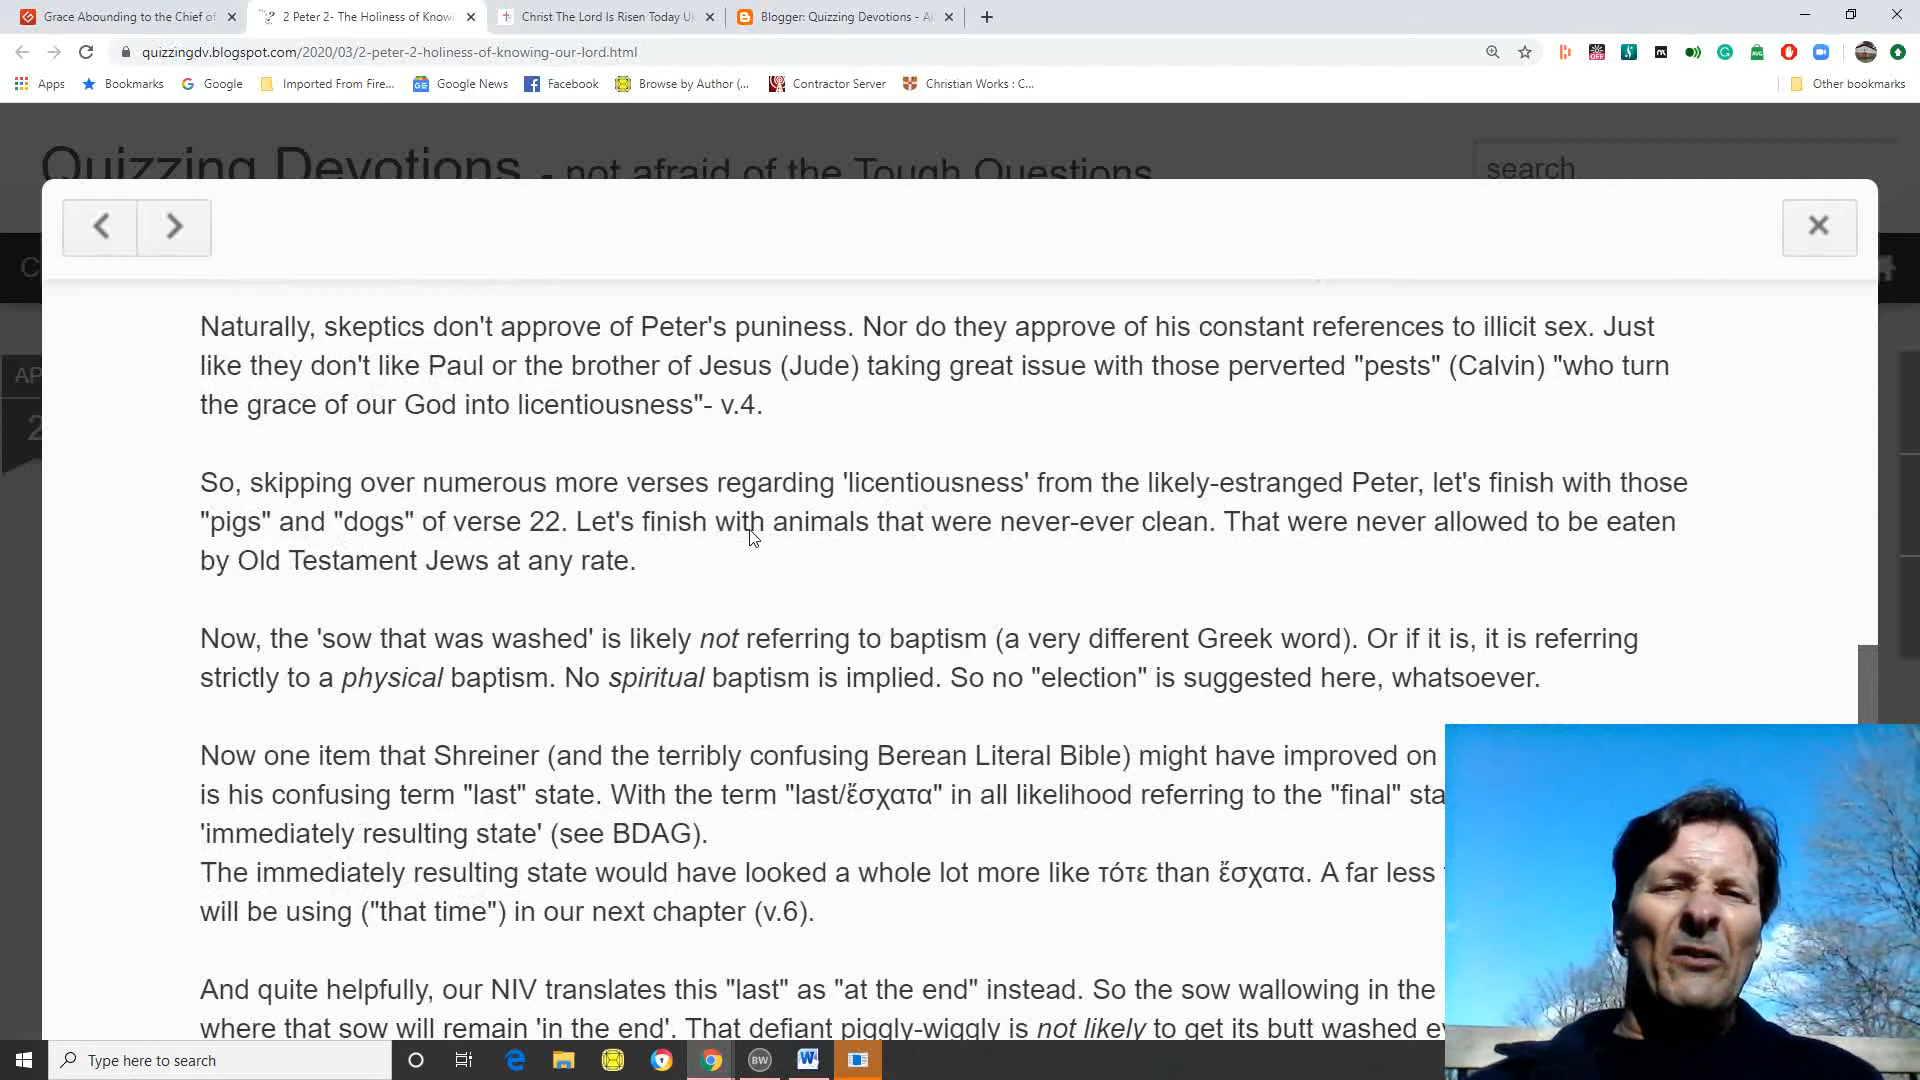 Grace Abounding to the Chief of
2 Peter 2- The Holiness of Know
Christ The Lord Is Risen Today U
Blogger: Quizzing Devotions - A
quizzingdv.blogspot.com/2020/03/2-peter-2-holiness-of-knowing-our-lord.html
Apps
Bookmarks
Google
Imported From Fire...
Google News
Facebook
Browse by Author (...
Contractor Server
Christian Works : C...
Other bookmarks
Quizzing Devotions - not afraid of the Tough Questions
search
C
AP
2
Naturally, skeptics don't approve of Peter's puniness. Nor do they approve of his constant references to illicit sex. Just
like they don't like Paul or the brother of Jesus (Jude) taking great issue with those perverted "pests" (Calvin) "who turn
the grace of our God into licentiousness"- v.4.
So, skipping over numerous more verses regarding 'licentiousness' from the likely-estranged Peter, let's finish with those
"pigs" and "dogs" of verse 22. Let's finish with animals that were never-ever clean. That were never allowed to be eaten
by Old Testament Jews at any rate.
Now, the 'sow that was washed' is likely not referring to baptism (a very different Greek word). Or if it is, it is referring
strictly to a physical baptism. No spiritual baptism is implied. So no "election" is suggested here, whatsoever.
Now one item that Shreiner (and the terribly confusing Berean Literal Bible) might have improved on
is his confusing term "last" state. With the term "last/ἔσχατα" in all likelihood referring to the "final" sta
'immediately resulting state' (see BDAG).
The immediately resulting state would have looked a whole lot more like τότε than ἔσχατα. A far less
will be using ("that time") in our next chapter (v.6).
And quite helpfully, our NIV translates this "last" as "at the end" instead. So the sow wallowing in the
where that sow will remain 'in the end'. That defiant piggly-wiggly is not likely to get its butt washed ev
Type here to search
BW